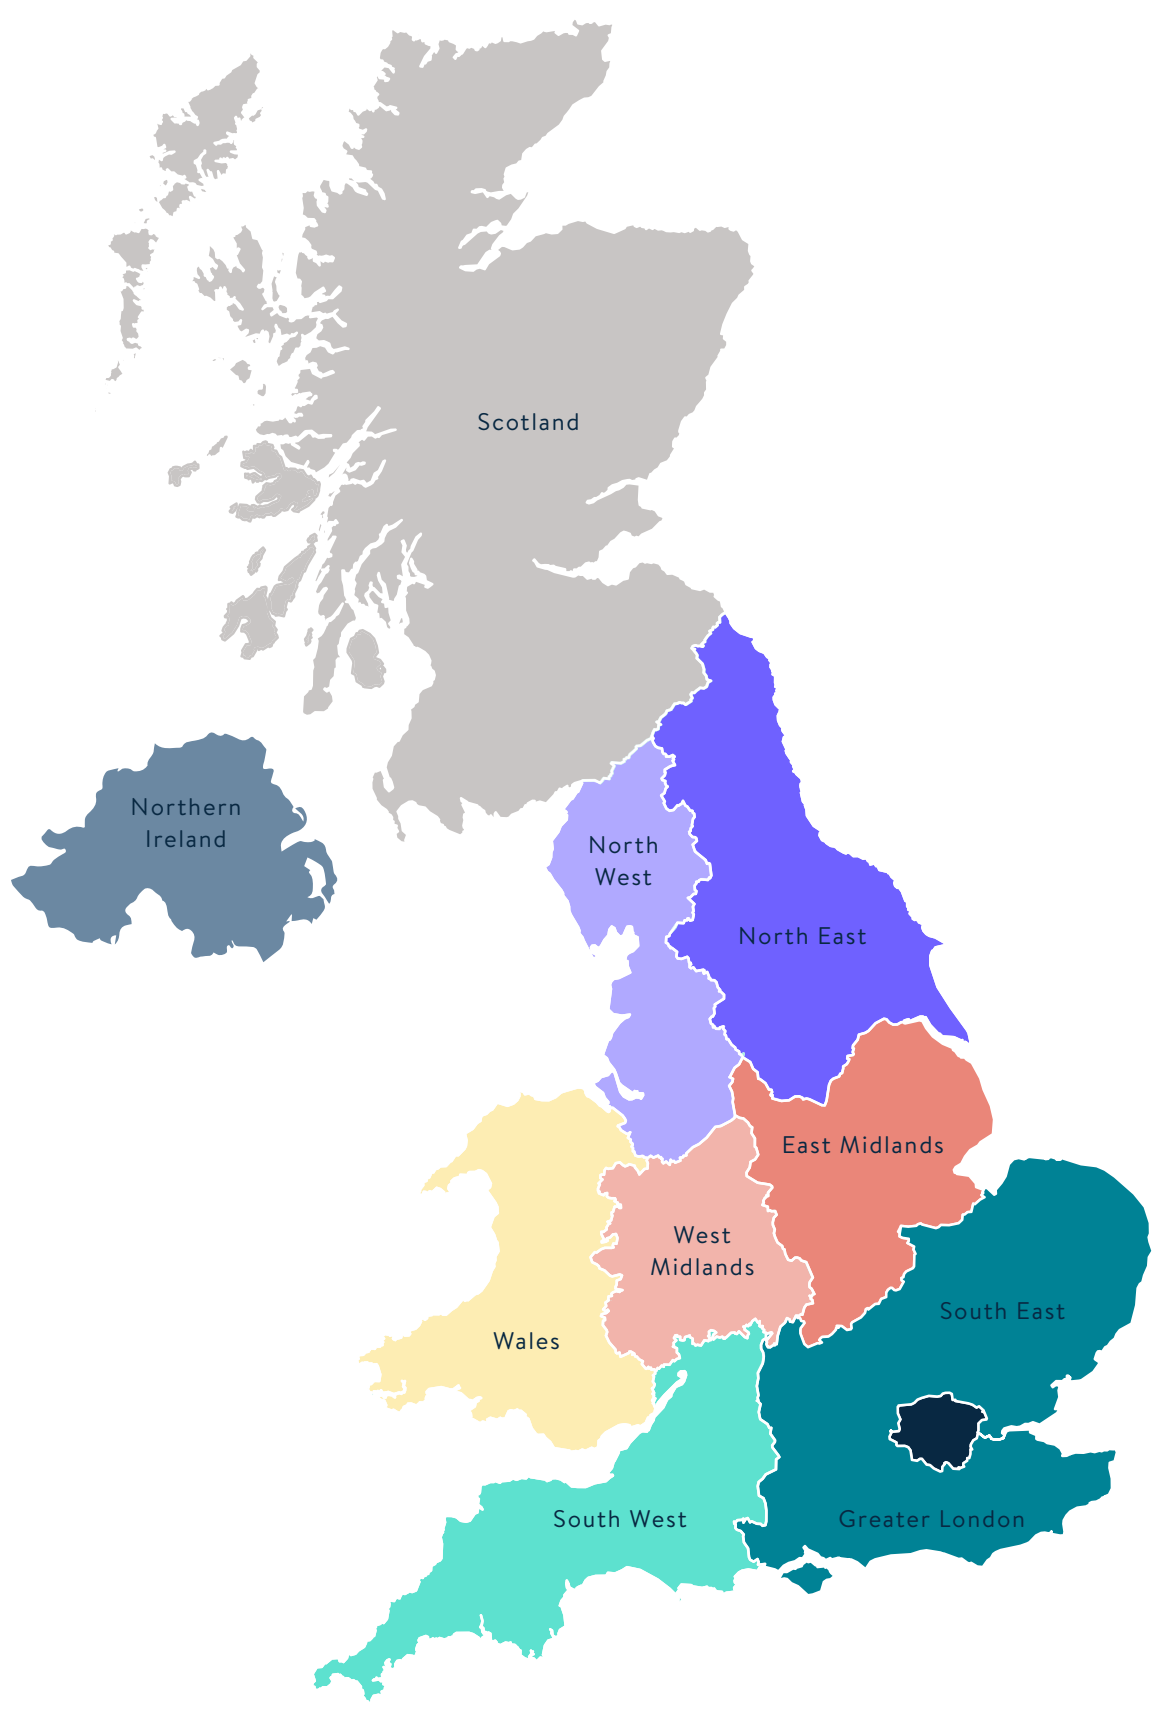 Scotland
Northern
Ireland
North
West
North East
East Midlands
West
Midlands
South East
Wales
South West
Greater London